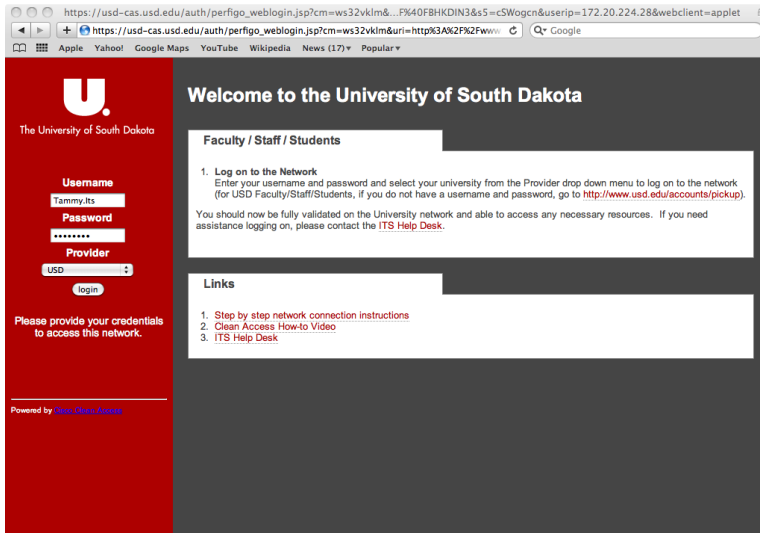 https://usd-cas.usd.edu/auth/perfigo_weblogin.jsp?cm=ws32vklm&...F%40FBHKDIN3&s5=cSWogcn&userip=172.20.224.28&webclient=applet
https://usd-cas.usd.edu/auth/perfigo_weblogin.jsp?cm=ws32vklm&uri=http%3A%2F%2Fwww
Google
Apple Yahoo! Google Maps YouTube Wikipedia News (17) Popular
The University of South Dakota
Username
Tammy.Its
Password
••••••••
Provider
USD
login
Please provide your credentials
to access this network.
Powered by Cisco Clean Access
Welcome to the University of South Dakota
Faculty / Staff / Students
1. Log on to the Network
Enter your username and password and select your university from the Provider drop down menu to log on to the network
(for USD Faculty/Staff/Students, if you do not have a username and password, go to http://www.usd.edu/accounts/pickup).
You should now be fully validated on the University network and able to access any necessary resources. If you need
assistance logging on, please contact the ITS Help Desk.
Links
1. Step by step network connection instructions
2. Clean Access How-to Video
3. ITS Help Desk